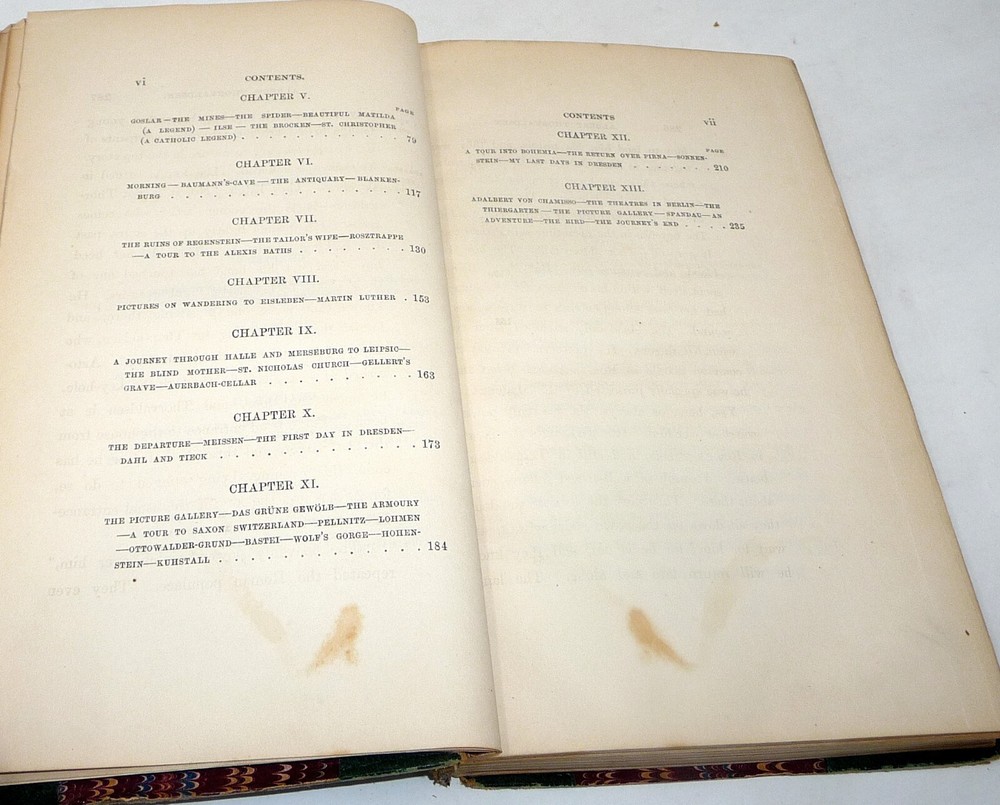 vi CONTENTS.
CHAPTER V.
PAGE
GOSLAR—THE MINES—THE SPIDER—BEAUTIFUL MATILDA
(A LEGEND) — ILSE — THE BROCKEN—ST. CHRISTOPHER
(A CATHOLIC LEGEND) . . . . . . . . . . 79
CHAPTER VI.
MORNING—BAUMANN'S-CAVE—THE ANTIQUARY—BLANKEN-
BURG . . . . . . . . . . . . . . . . . 117
CHAPTER VII.
THE RUINS OF REGENSTEIN—THE TAILOR'S WIFE—ROSZTRAPPE
—A TOUR TO THE ALEXIS BATHS . . . . . . . 130
CHAPTER VIII.
PICTURES ON WANDERING TO EISLEBEN—MARTIN LUTHER . 153
CHAPTER IX.
A JOURNEY THROUGH HALLE AND MERSEBURG TO LEIPSIC—
THE BLIND MOTHER—ST. NICHOLAS CHURCH—GELLERT'S
GRAVE—AUERBACH-CELLAR . . . . . . . . . 163
CHAPTER X.
THE DEPARTURE—MEISSEN—THE FIRST DAY IN DRESDEN—
DAHL AND TIECK . . . . . . . . . . . . . 173
CHAPTER XI.
THE PICTURE GALLERY—DAS GRÜNE GEWÖLB—THE ARMOURY
—A TOUR TO SAXON SWITZERLAND—PELLNITZ—LOHMEN
—OTTOWALDER-GRUND—BASTEI—WOLF'S GORGE—HOHEN-
STEIN—KUHSTALL . . . . . . . . . . . . . 184
CONTENTS vii
CHAPTER XII.
PAGE
A TOUR INTO BOHEMIA—THE RETURN OVER PIRNA—SONNEN-
STEIN—MY LAST DAYS IN DRESDEN . . . . . . . 210
CHAPTER XIII.
ADALBERT VON CHAMISSO—THE THEATRES IN BERLIN—THE
THIERGARTEN—THE PICTURE GALLERY—SPANDAU—AN
ADVENTURE—THE BIRD—THE JOURNEY'S END . . . . 235